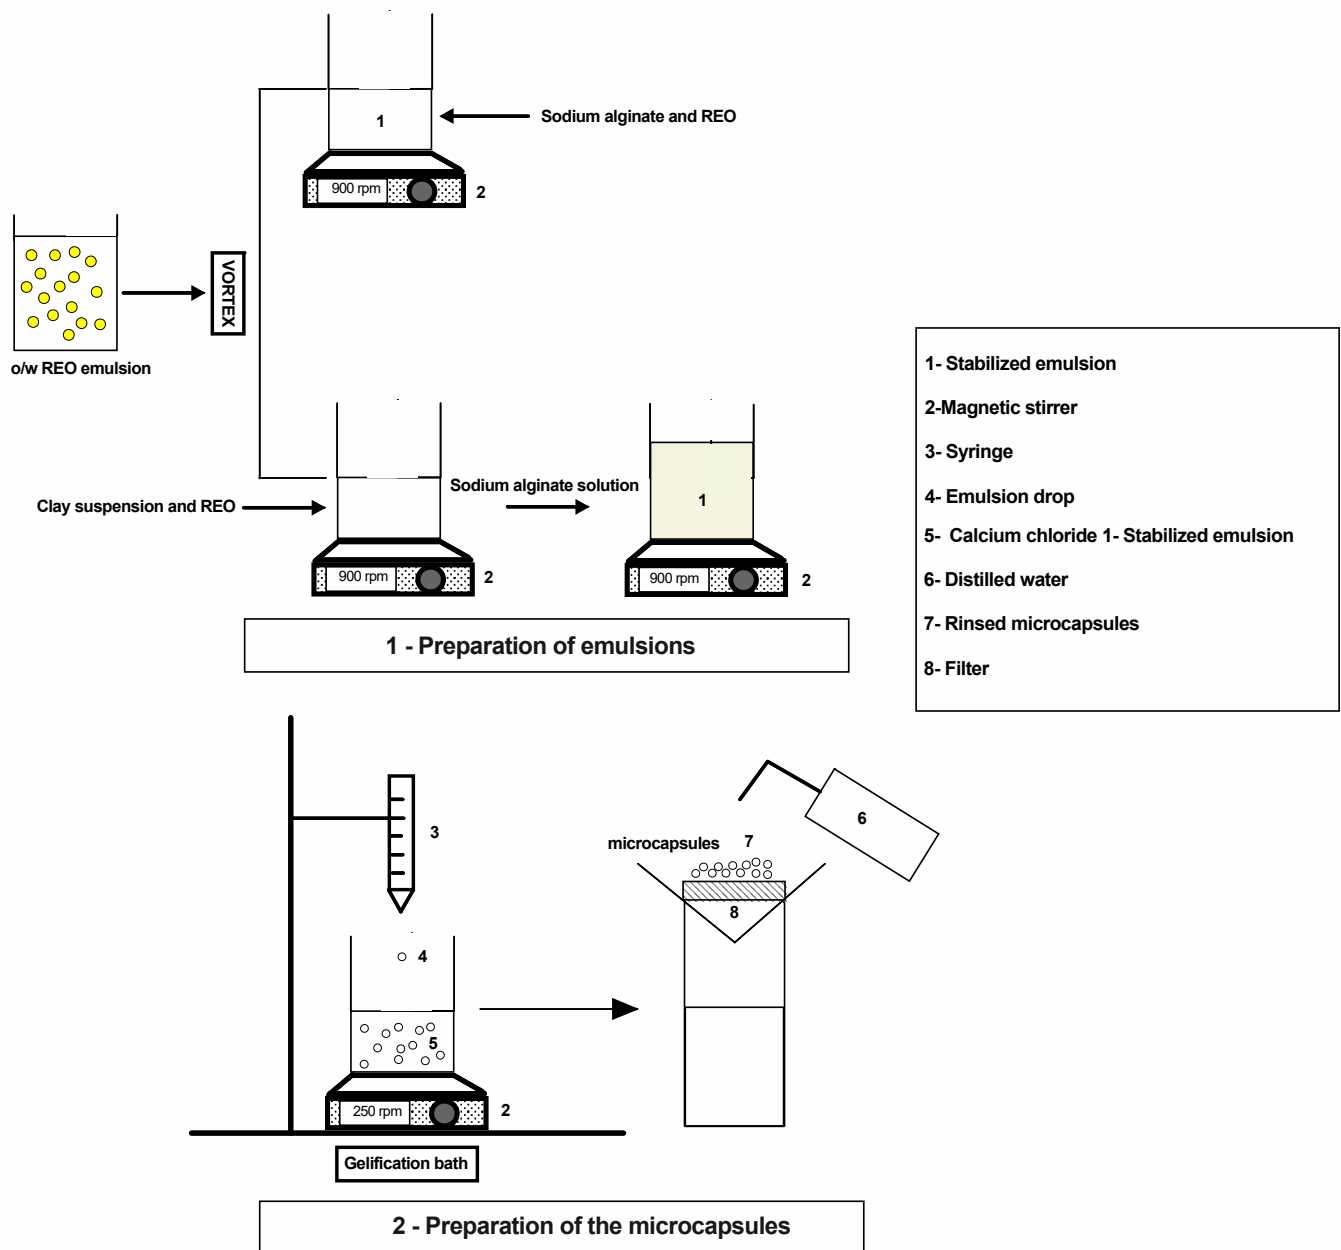 1
Sodium alginate and REO
900 rpm
2
VORTEX
o/w REO emulsion
Clay suspension and REO
Sodium alginate solution
1
900 rpm
2
900 rpm
2
1 - Preparation of emulsions
1- Stabilized emulsion
2-Magnetic stirrer
3- Syringe
4- Emulsion drop
5- Calcium chloride 1- Stabilized emulsion
6- Distilled water
7- Rinsed microcapsules
8- Filter
3
4
5
250 rpm
2
Gelification bath
6
microcapsules
7
8
2 - Preparation of the microcapsules